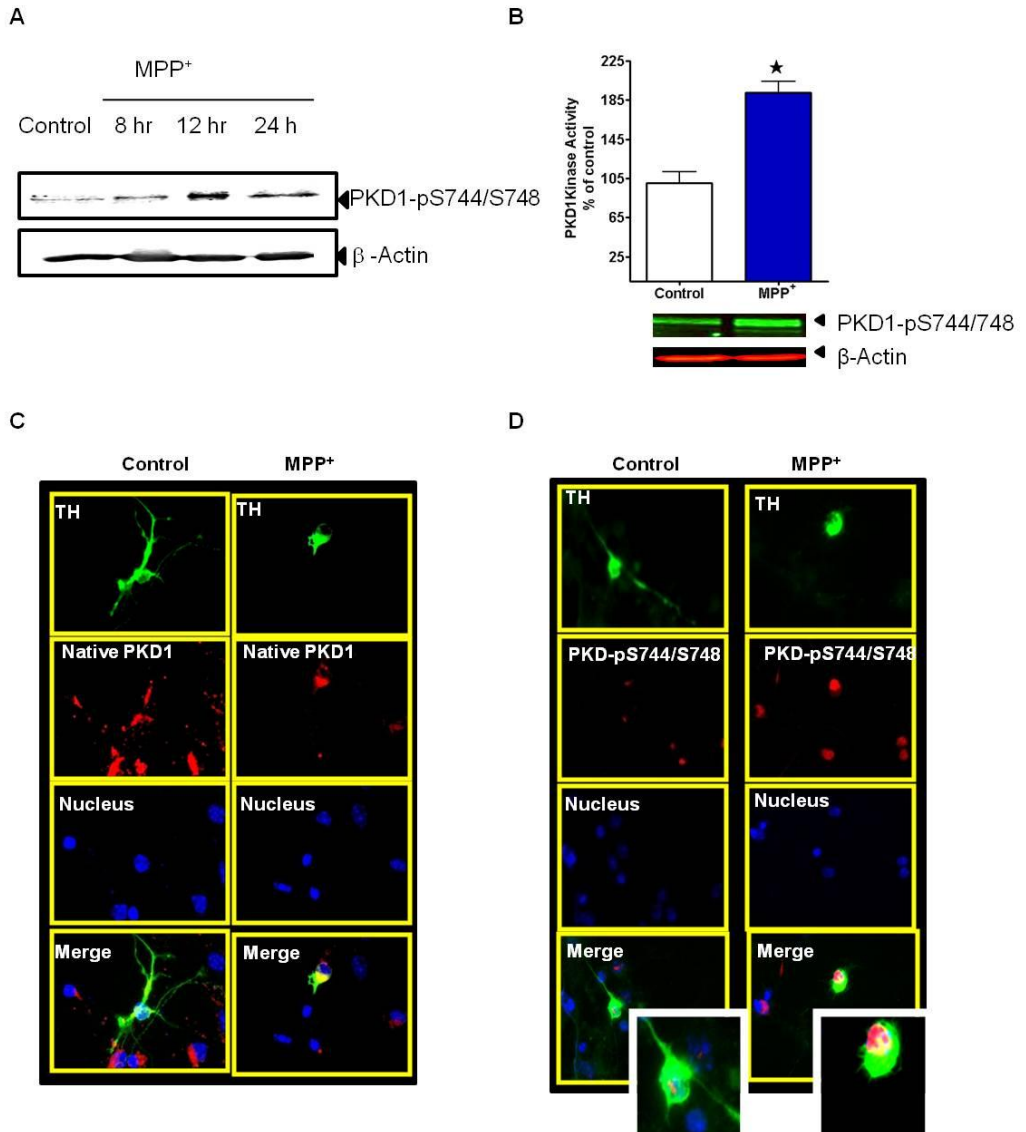 A
MPP⁺
Control 8 hr 12 hr 24 h
PKD1-pS744/S748
β -Actin
B
225
185
145
105
65
25
PKD1Kinase Activity
% of control
★
Control MPP⁺
PKD1-pS744/748
β-Actin
C
Control MPP⁺
TH TH
Native PKD1 Native PKD1
Nucleus Nucleus
Merge Merge
D
Control MPP⁺
TH TH
PKD-pS744/S748 PKD-pS744/S748
Nucleus Nucleus
Merge Merge